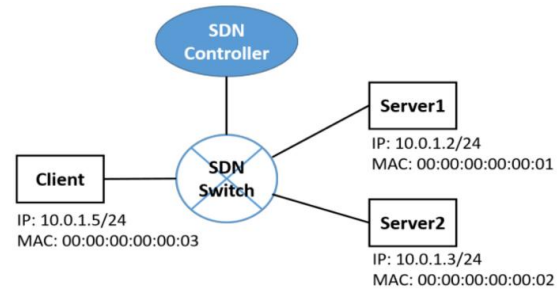 SDN
Controller
Server1
IP: 10.0.1.2/24
MAC: 00:00:00:00:00:01
SDN
Switch
Client
IP: 10.0.1.5/24
MAC: 00:00:00:00:00:03
Server2
IP: 10.0.1.3/24
MAC: 00:00:00:00:00:02